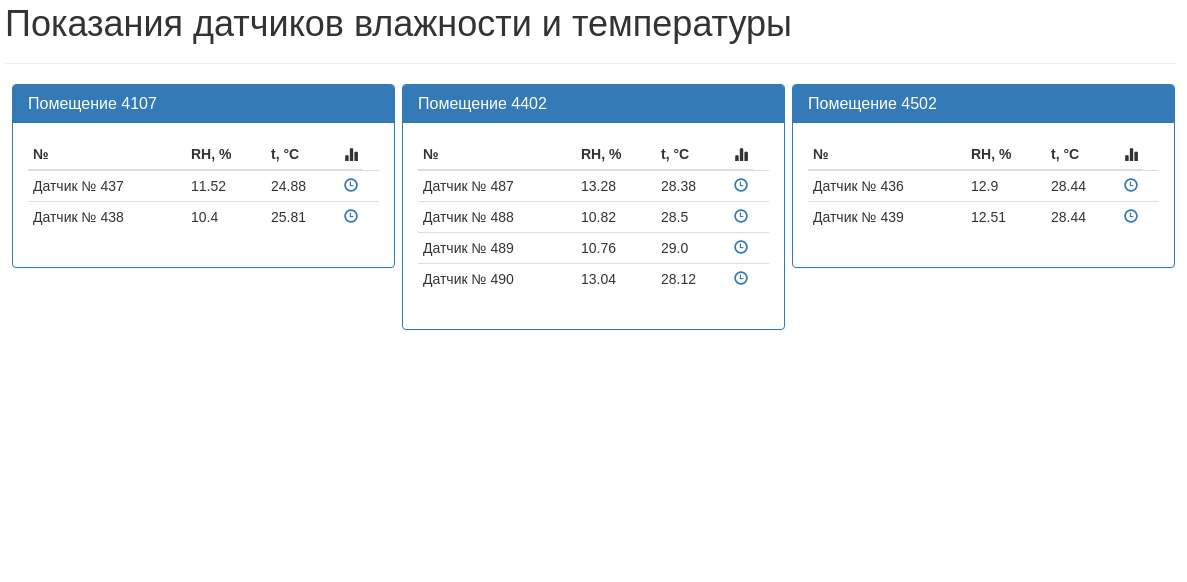 Показания датчиков влажности и температуры
Помещение 4107
№ RH, % t, °C
Датчик № 437 11.52 24.88
Датчик № 438 10.4 25.81
Помещение 4402
№ RH, % t, °C
Датчик № 487 13.28 28.38
Датчик № 488 10.82 28.5
Датчик № 489 10.76 29.0
Датчик № 490 13.04 28.12
Помещение 4502
№ RH, % t, °C
Датчик № 436 12.9 28.44
Датчик № 439 12.51 28.44